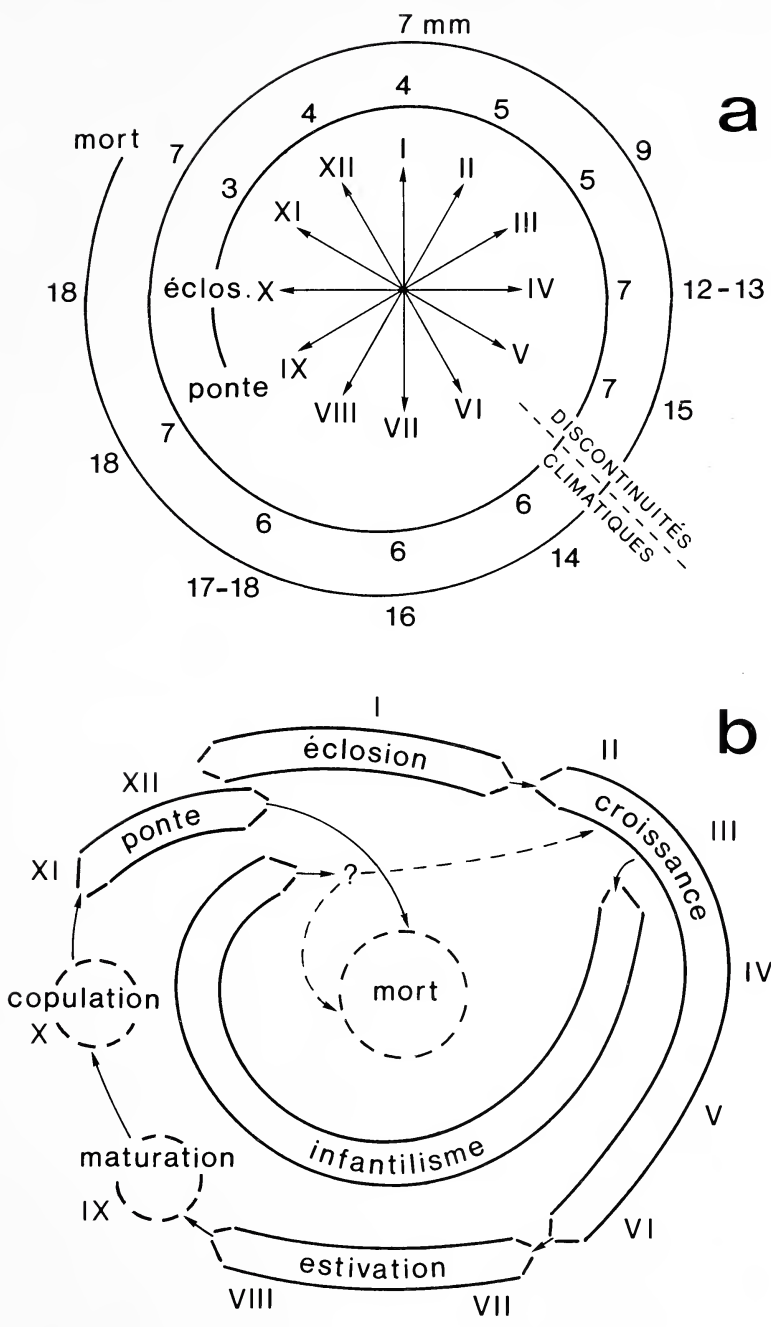 7 mm
a
4
4
5
mort
7
9
I
XII
II
3
5
XI
III
18
éclos.
X
IV
7
12-13
IX
V
ponte
VIII
VII
VI
7
15
7
DISCONTINUITÉS
CLIMATIQUES
18
6
6
6
14
17-18
16
b
I
éclosion
II
XII
croissance
ponte
III
XI
?
mort
IV
copulation
X
V
infantilisme
maturation
IX
VI
estivation
VIII
VII